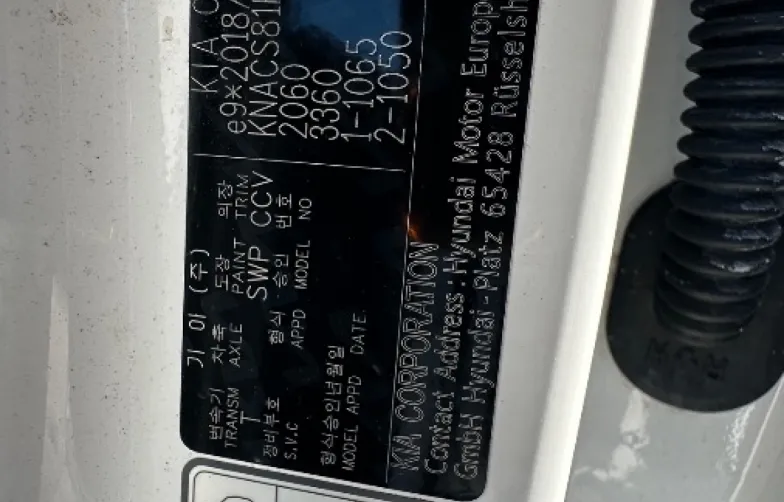 기아 (주)
변속기 차축 도장 의장
TRANSM AXLE PAINT TRIM
T SWP CCV
정비부호 형식 승인 번호
S.V.C APPD MODEL NO
형식승인년월일
MODEL APPD DATE.
KIA
e9*2018/
KNACS81
2060
3360
1-1065
2-1050
KIA CORPORATION
Contact Address : Hyundai Motor Europ
GmbH Hyundai-Platz 65428 Rüsselsh